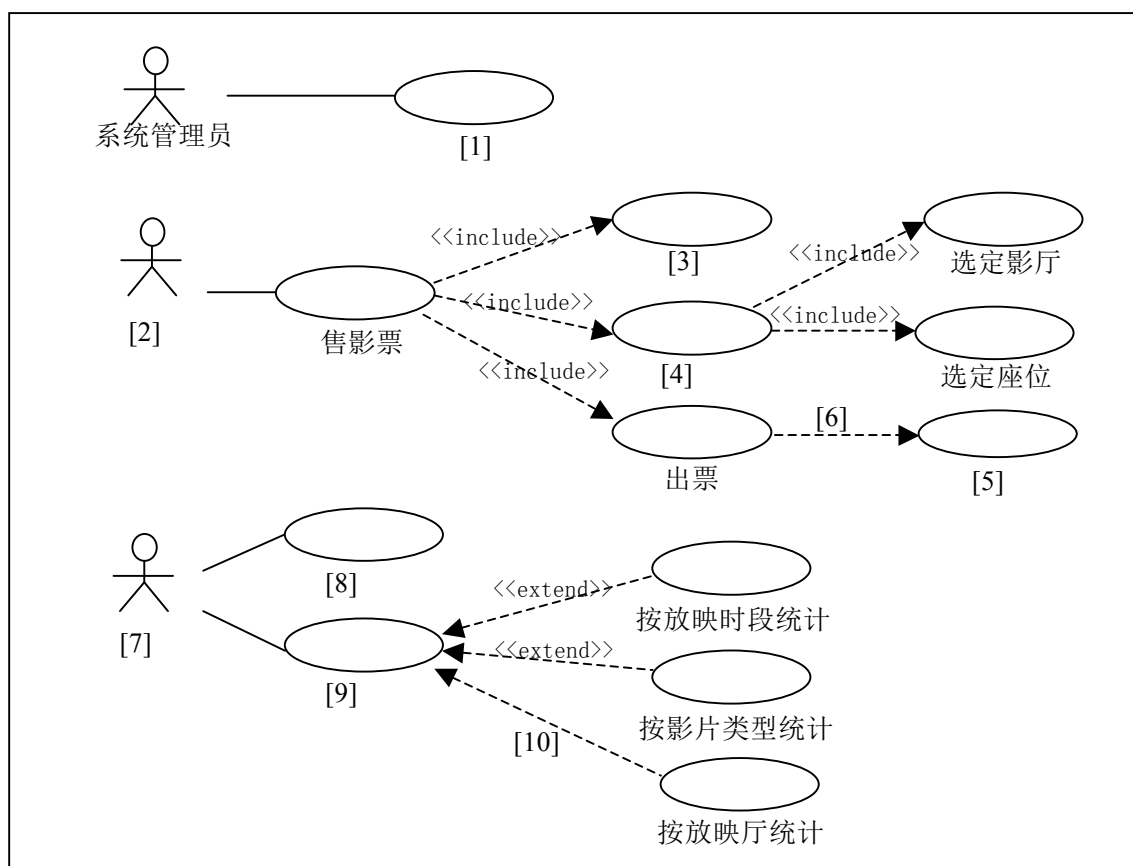 系统管理员
[1]
[2]
售影票
<<include>>
<<include>>
<<include>>
[3]
[4]
出票
<<include>>
<<include>>
选定影厅
选定座位
[6]
[5]
[7]
[8]
[9]
<<extend>>
<<extend>>
[10]
按放映时段统计
按影片类型统计
按放映厅统计